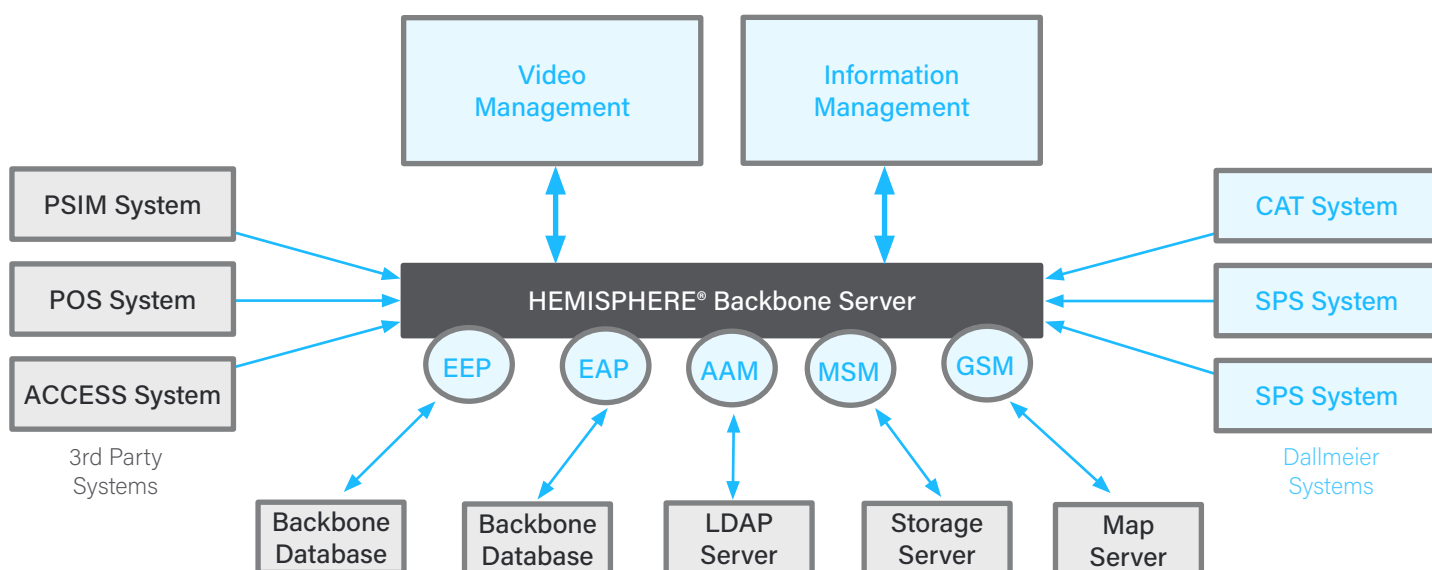 Video
Management
Information
Management
PSIM System
POS System
ACCESS System
3rd Party
Systems
HEMISPHERE® Backbone Server
EEP
EAP
AAM
MSM
GSM
CAT System
SPS System
SPS System
Dallmeier
Systems
Backbone
Database
Backbone
Database
LDAP
Server
Storage
Server
Map
Server